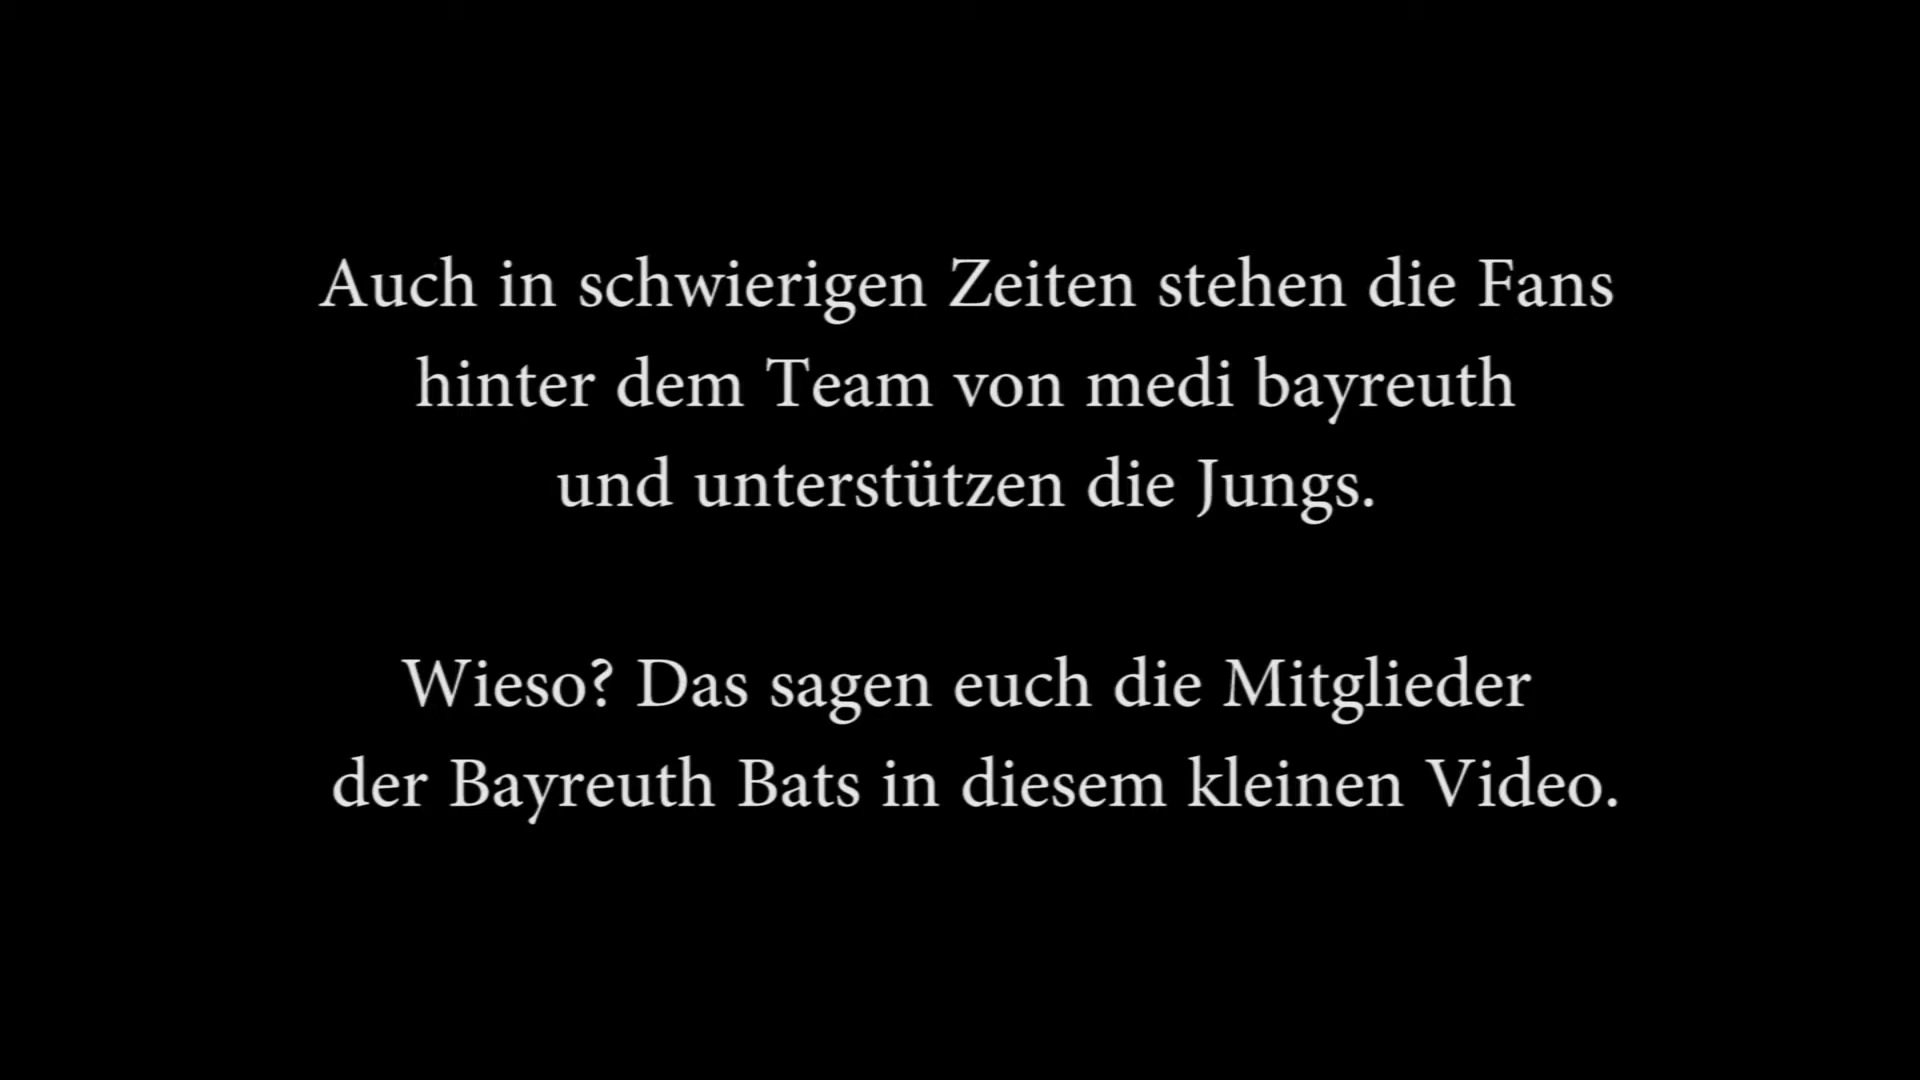 Auch in schwierigen Zeiten stehen die Fans
hinter dem Team von medi bayreuth
und unterstützen die Jungs.
Wieso? Das sagen euch die Mitglieder
der Bayreuth Bats in diesem kleinen Video.